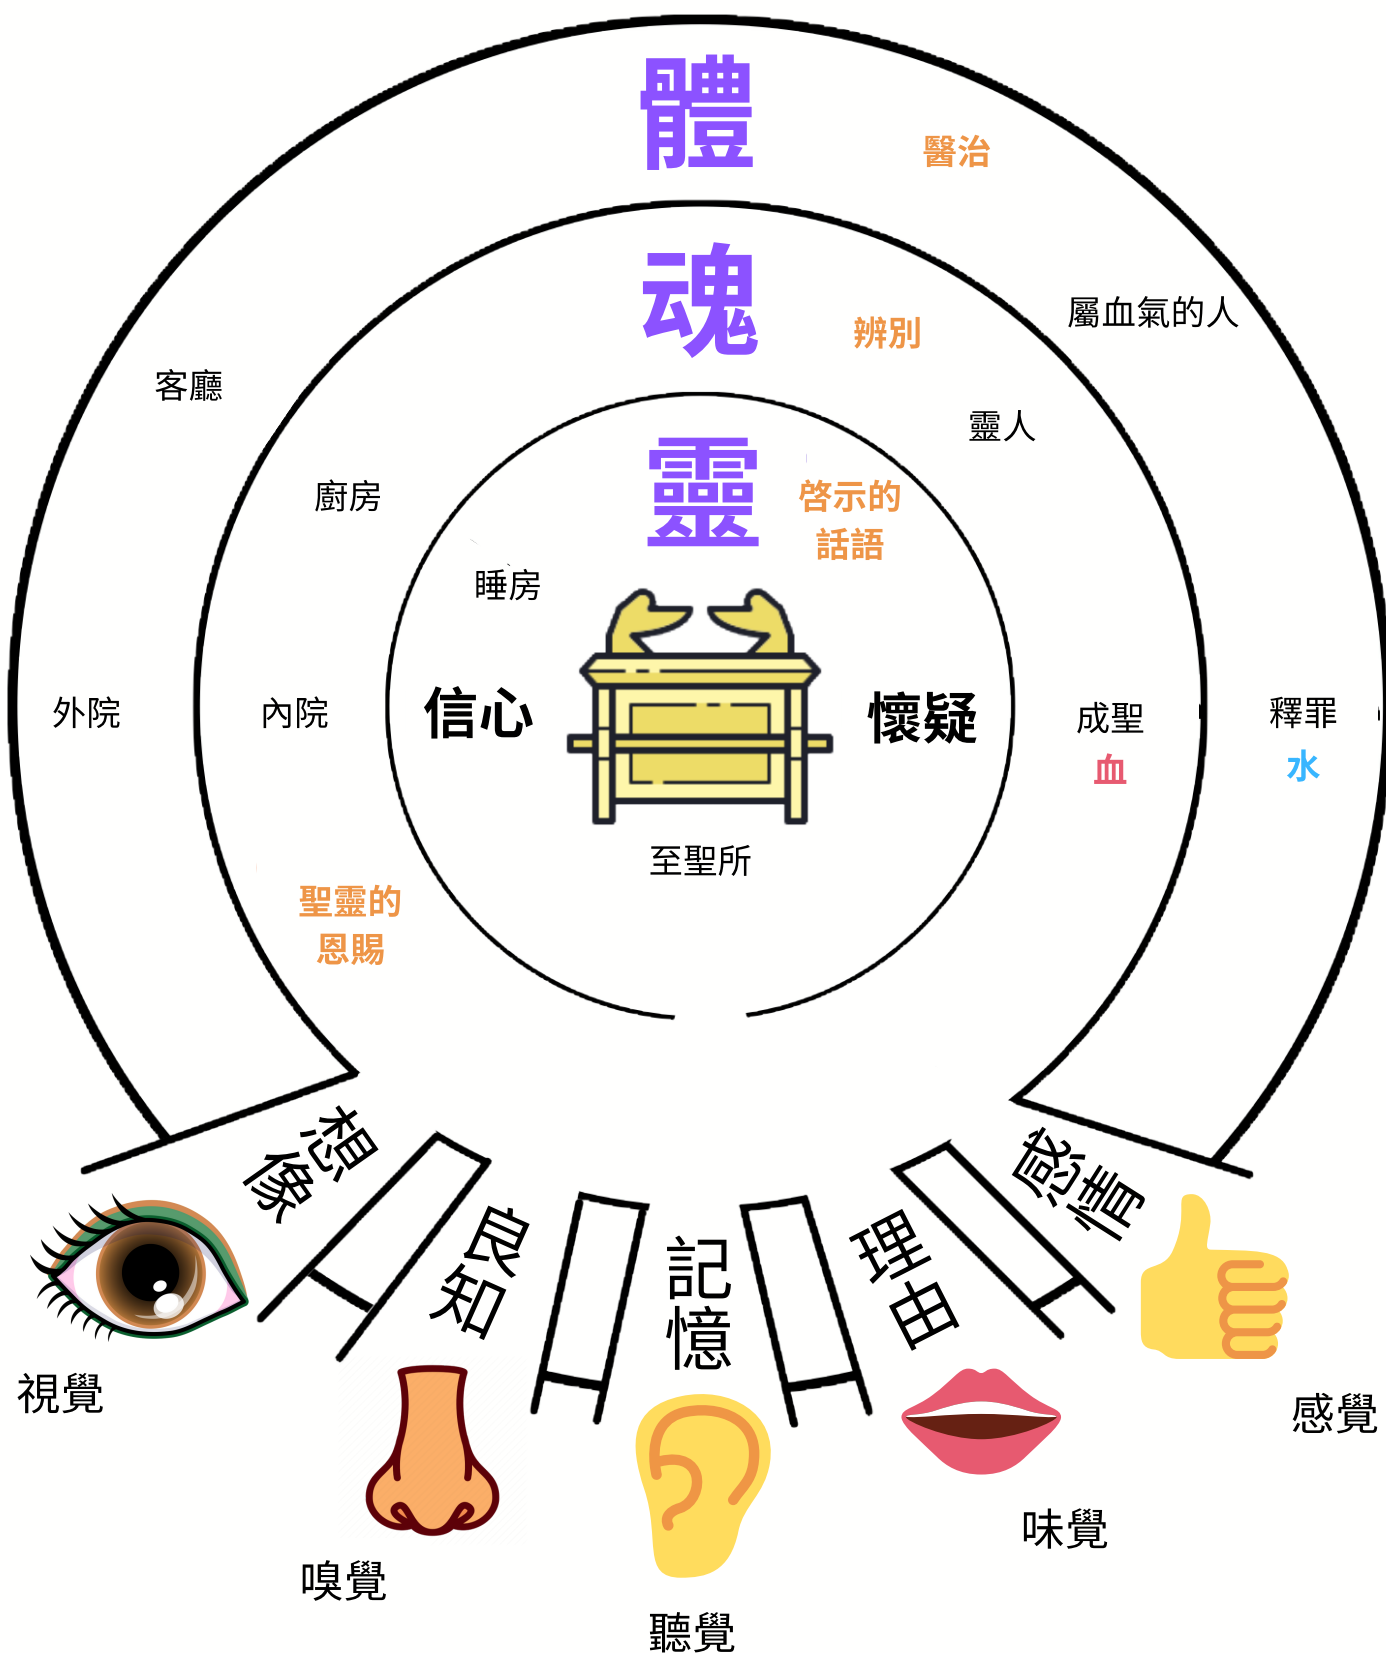 體
醫治
魂
屬血氣的人
辨別
客廳
靈人
靈
廚房
啓示的
話語
睡房
外院
內院
信心
懷疑
成聖
血
釋罪
水
至聖所
聖靈的
恩賜
想像
良知
記憶
理由
感情
視覺
嗅覺
聽覺
味覺
感覺